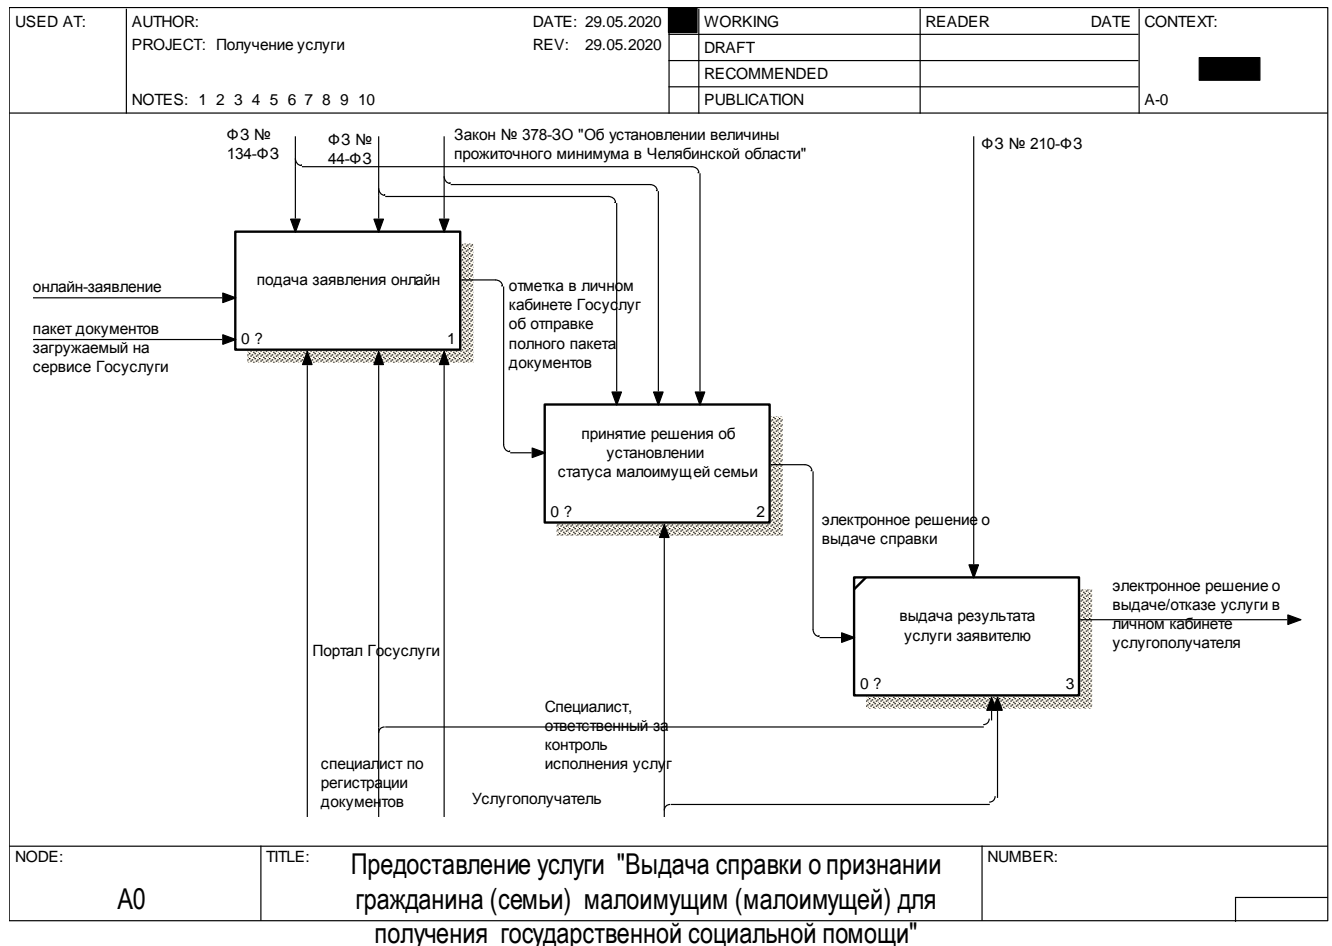 USED AT:
AUTHOR:
DATE: 29.05.2020
PROJECT: Получение услуги
REV: 29.05.2020
NOTES: 1 2 3 4 5 6 7 8 9 10
WORKING
DRAFT
RECOMMENDED
PUBLICATION
READER
DATE
CONTEXT:
A-0
ФЗ №
134-ФЗ
ФЗ №
44-ФЗ
Закон № 378-ЗО "Об установлении величины
прожиточного минимума в Челябинской области"
ФЗ № 210-ФЗ
онлайн-заявление
пакет документов
загружаемый на
сервисе Госуслуги
подача заявления онлайн
0 ?
1
отметка в личном
кабинете Госуслуг
об отправке
полного пакета
документов
принятие решения об
установлении
статуса малоимущей семьи
0 ?
2
электронное решение о
выдаче справки
выдача результата
услуги заявителю
0 ?
3
электронное решение о
выдаче/отказе услуги в
личном кабинете
услугополучателя
Портал Госуслуги
Специалист,
ответственный за
контроль
исполнения услуг
специалист по
регистрации
документов
Услугополучатель
NODE:
A0
TITLE:
Предоставление услуги "Выдача справки о признании
гражданина (семьи) малоимущим (малоимущей) для
получения государственной социальной помощи"
NUMBER: